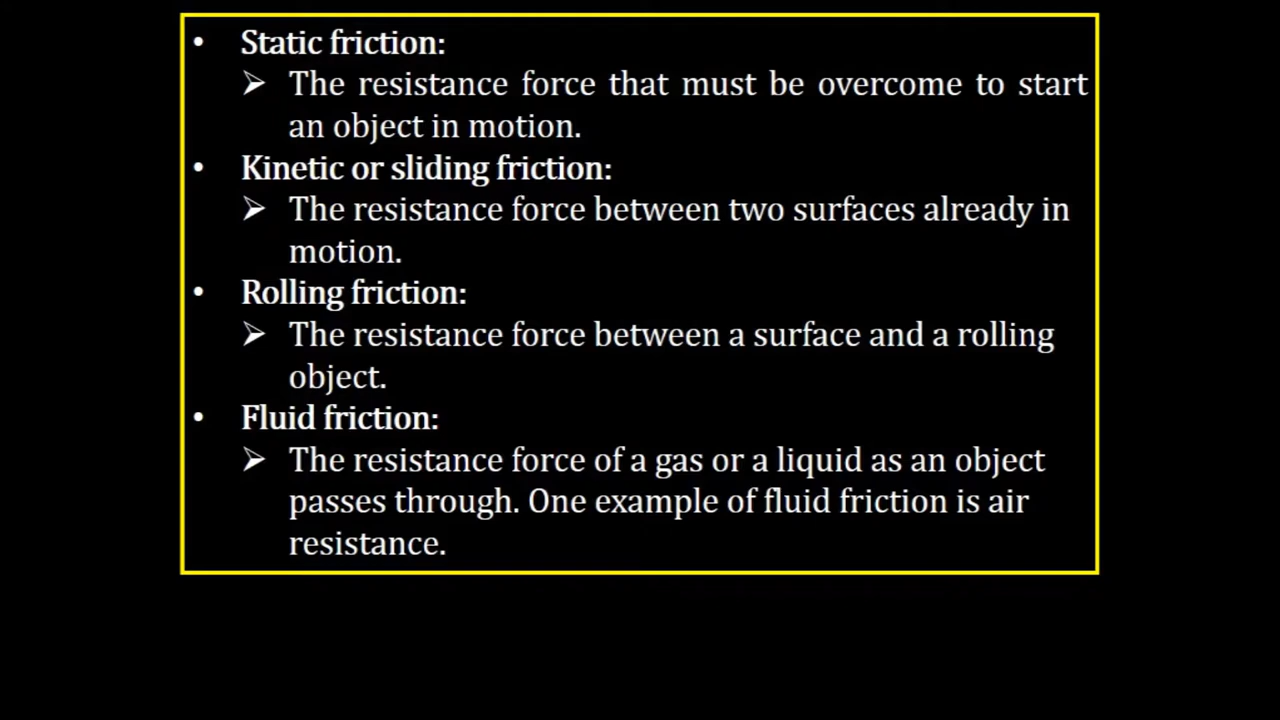 • Static friction:
➢ The resistance force that must be overcome to start
an object in motion.
• Kinetic or sliding friction:
➢ The resistance force between two surfaces already in
motion.
• Rolling friction:
➢ The resistance force between a surface and a rolling
object.
• Fluid friction:
➢ The resistance force of a gas or a liquid as an object
passes through. One example of fluid friction is air
resistance.